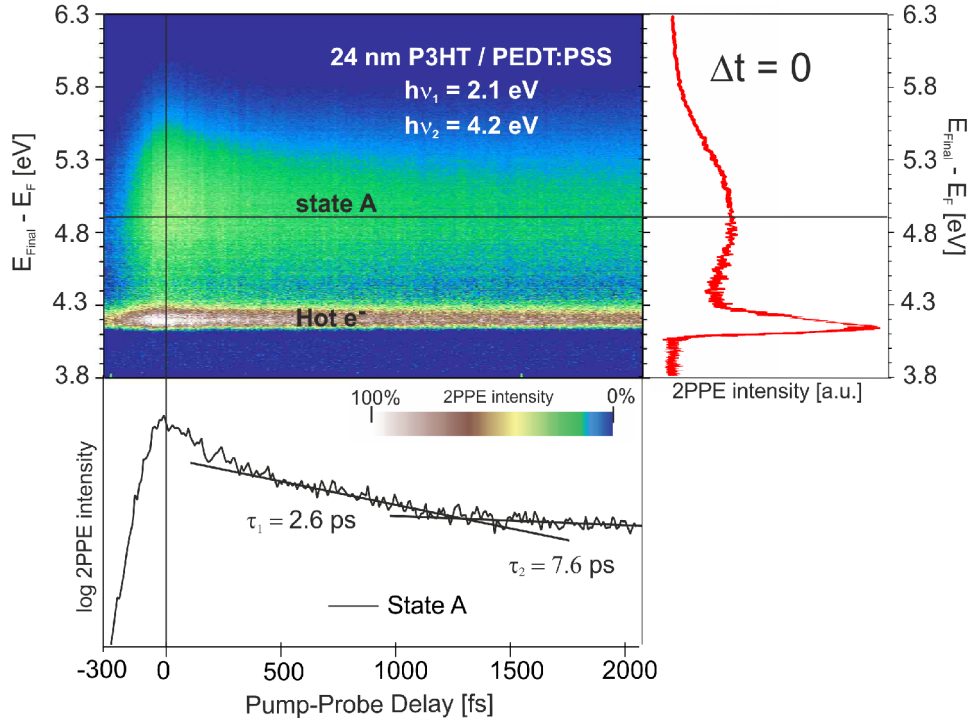 6.3
5.8
5.3
4.8
4.3
3.8
E_Final - E_F [eV]
24 nm P3HT / PEDT:PSS
hν₁ = 2.1 eV
hν₂ = 4.2 eV
state A
Hot e⁻
Δt = 0
6.3
5.8
5.3
4.8
4.3
3.8
E_Final - E_F [eV]
2PPE intensity [a.u.]
100%
2PPE intensity
0%
log 2PPE intensity
τ₁ = 2.6 ps
τ₂ = 7.6 ps
State A
-300
0
500
1000
1500
2000
Pump-Probe Delay [fs]